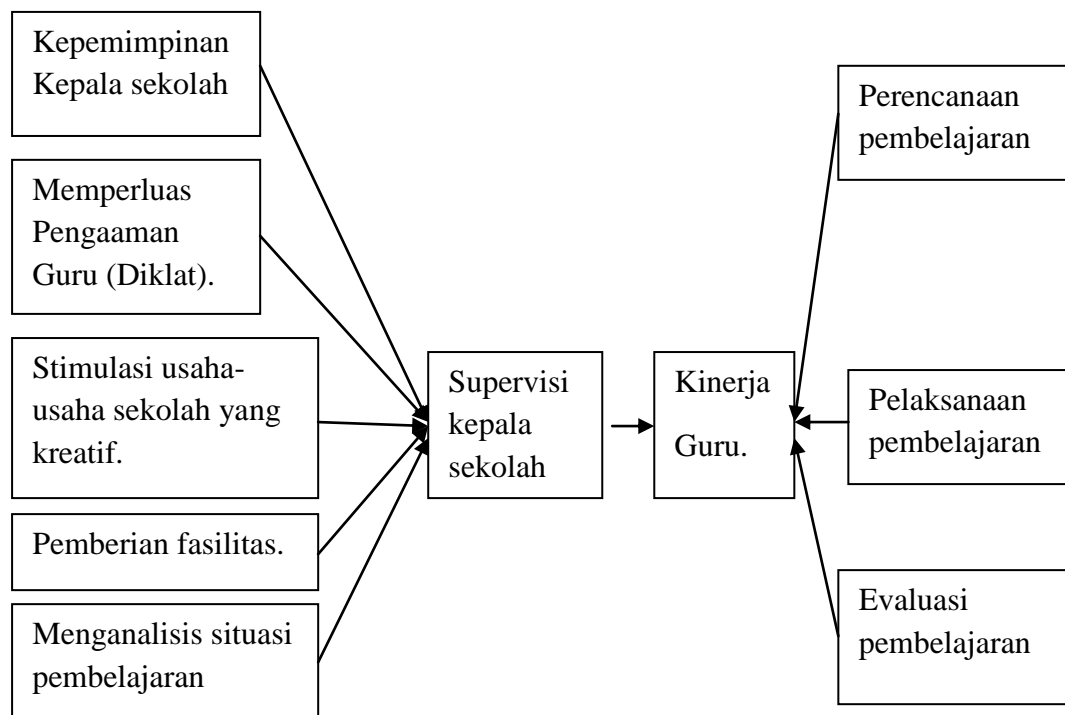 Kepemimpinan
Kepala sekolah
Memperluas
Pengaaman
Guru (Diklat).
Stimulasi usaha-
usaha sekolah yang
kreatif.
Pemberian fasilitas.
Menganalisis situasi
pembelajaran
Supervisi
kepala
sekolah
Kinerja
Guru.
Perencanaan
pembelajaran
Pelaksanaan
pembelajaran
Evaluasi
pembelajaran